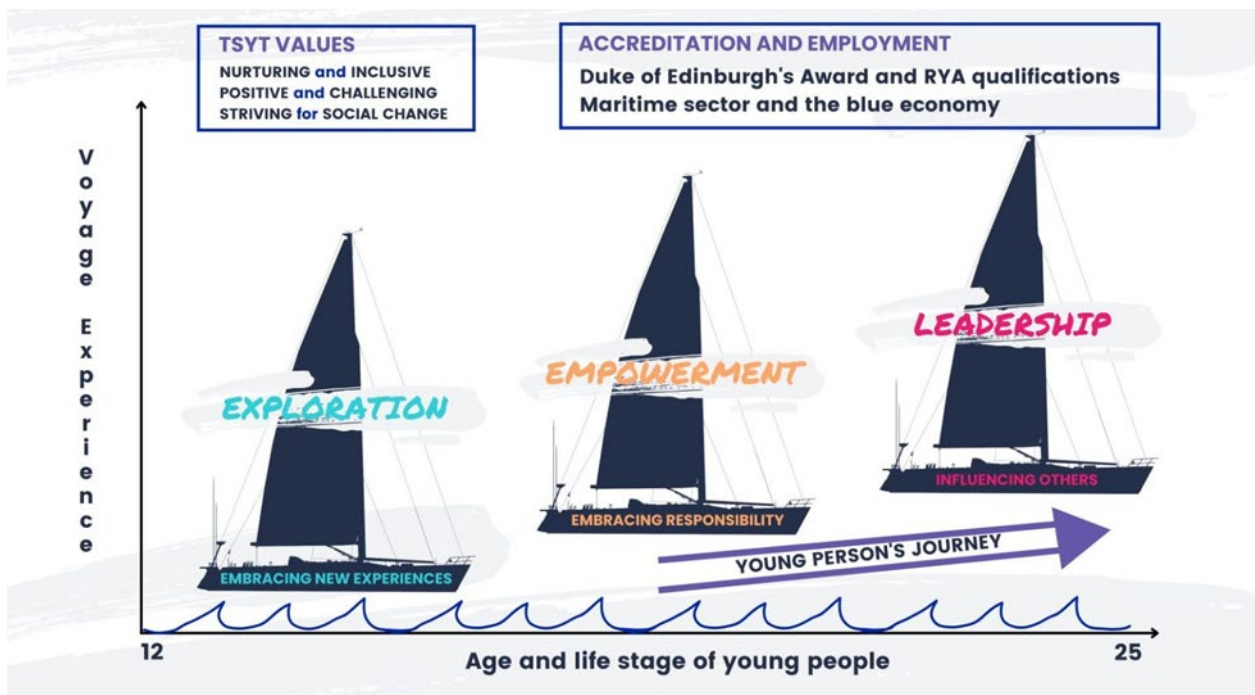 TSYT VALUES
NURTURING and INCLUSIVE
POSITIVE and CHALLENGING
STRIVING for SOCIAL CHANGE
ACCREDITATION AND EMPLOYMENT
Duke of Edinburgh's Award and RYA qualifications
Maritime sector and the blue economy
Voyage Experience
EXPLORATION
EMBRACING NEW EXPERIENCES
EMPOWERMENT
EMBRACING RESPONSIBILITY
LEADERSHIP
INFLUENCING OTHERS
YOUNG PERSON'S JOURNEY
12
Age and life stage of young people
25